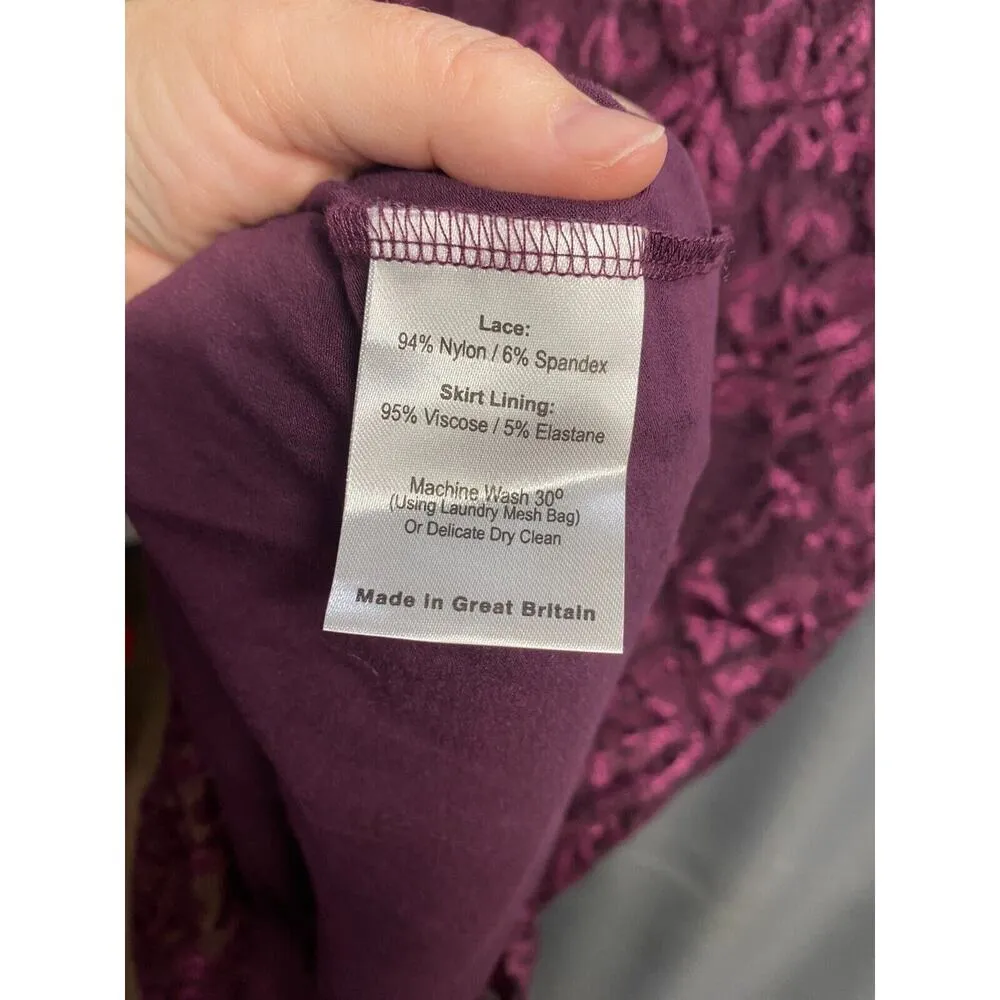 Lace:
94% Nylon / 6% Spandex
Skirt Lining:
95% Viscose / 5% Elastane
Machine Wash 30º
(Using Laundry Mesh Bag)
Or Delicate Dry Clean
Made in Great Britain